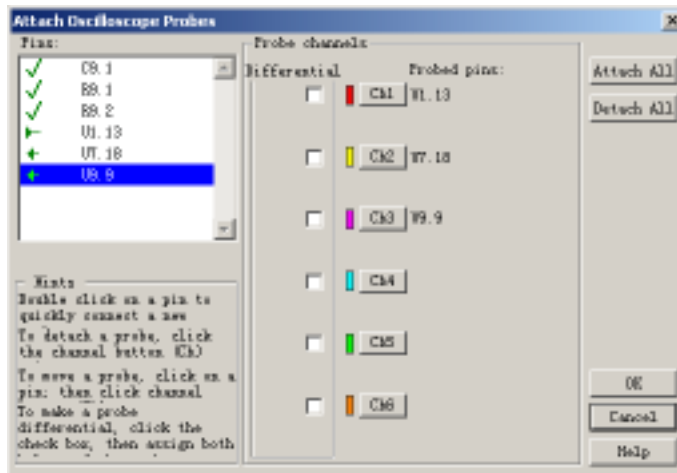 Attach Oscilloscope Probes
Pins:
C9.1
R9.1
R9.2
U1.13
U7.18
U9.9
Probe channels
Differential
Probed pins:
Ch1 U1.13
Ch2 U7.18
Ch3 U9.9
Ch4
Ch5
Ch6
Attach All
Detach All
Hints
Double click on a pin to
quickly connect a new
To detach a probe, click
the channel button (Ch)
To move a probe, click on a
pin; then click channel
To make a probe
differential, click the
check box, then assign both
OK
Cancel
Help